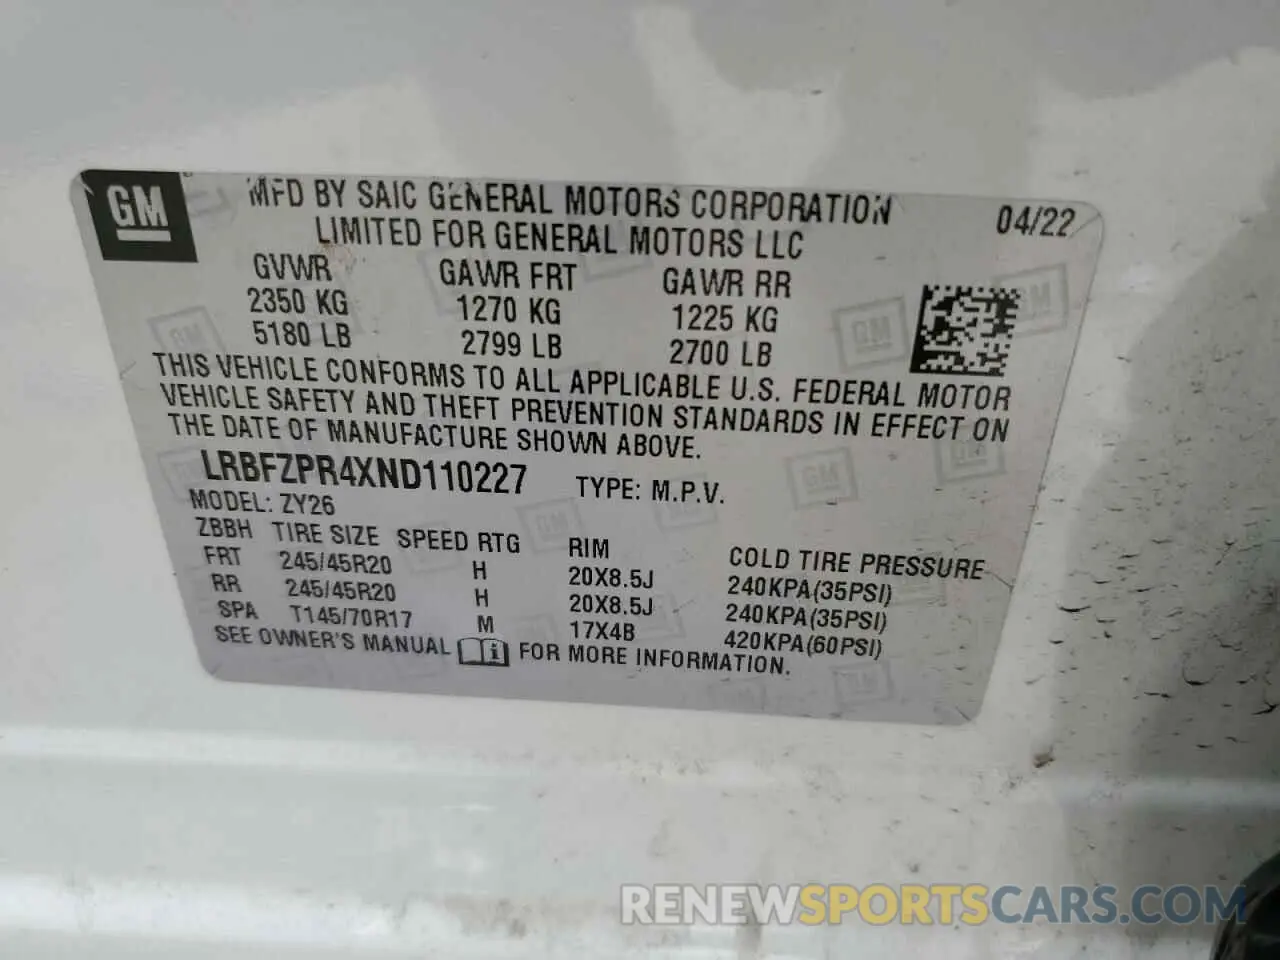 GM
MFD BY SAIC GENERAL MOTORS CORPORATION 04/22
LIMITED FOR GENERAL MOTORS LLC
GVWR GAWR FRT GAWR RR
2350 KG 1270 KG 1225 KG
5180 LB 2799 LB 2700 LB
THIS VEHICLE CONFORMS TO ALL APPLICABLE U.S. FEDERAL MOTOR
VEHICLE SAFETY AND THEFT PREVENTION STANDARDS IN EFFECT ON
THE DATE OF MANUFACTURE SHOWN ABOVE.
LRBFZPR4XND110227 TYPE: M.P.V.
MODEL: ZY26
ZBBH TIRE SIZE SPEED RTG RIM COLD TIRE PRESSURE
FRT 245/45R20 H 20X8.5J 240KPA(35PSI)
RR 245/45R20 H 20X8.5J 240KPA(35PSI)
SPA T145/70R17 M 17X4B 420KPA(60PSI)
SEE OWNER'S MANUAL i FOR MORE INFORMATION.
RENEWSPORTSCARS.COM